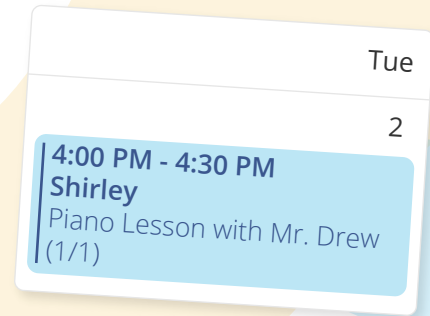 Tue
2
4:00 PM - 4:30 PM
Shirley
Piano Lesson with Mr. Drew
(1/1)